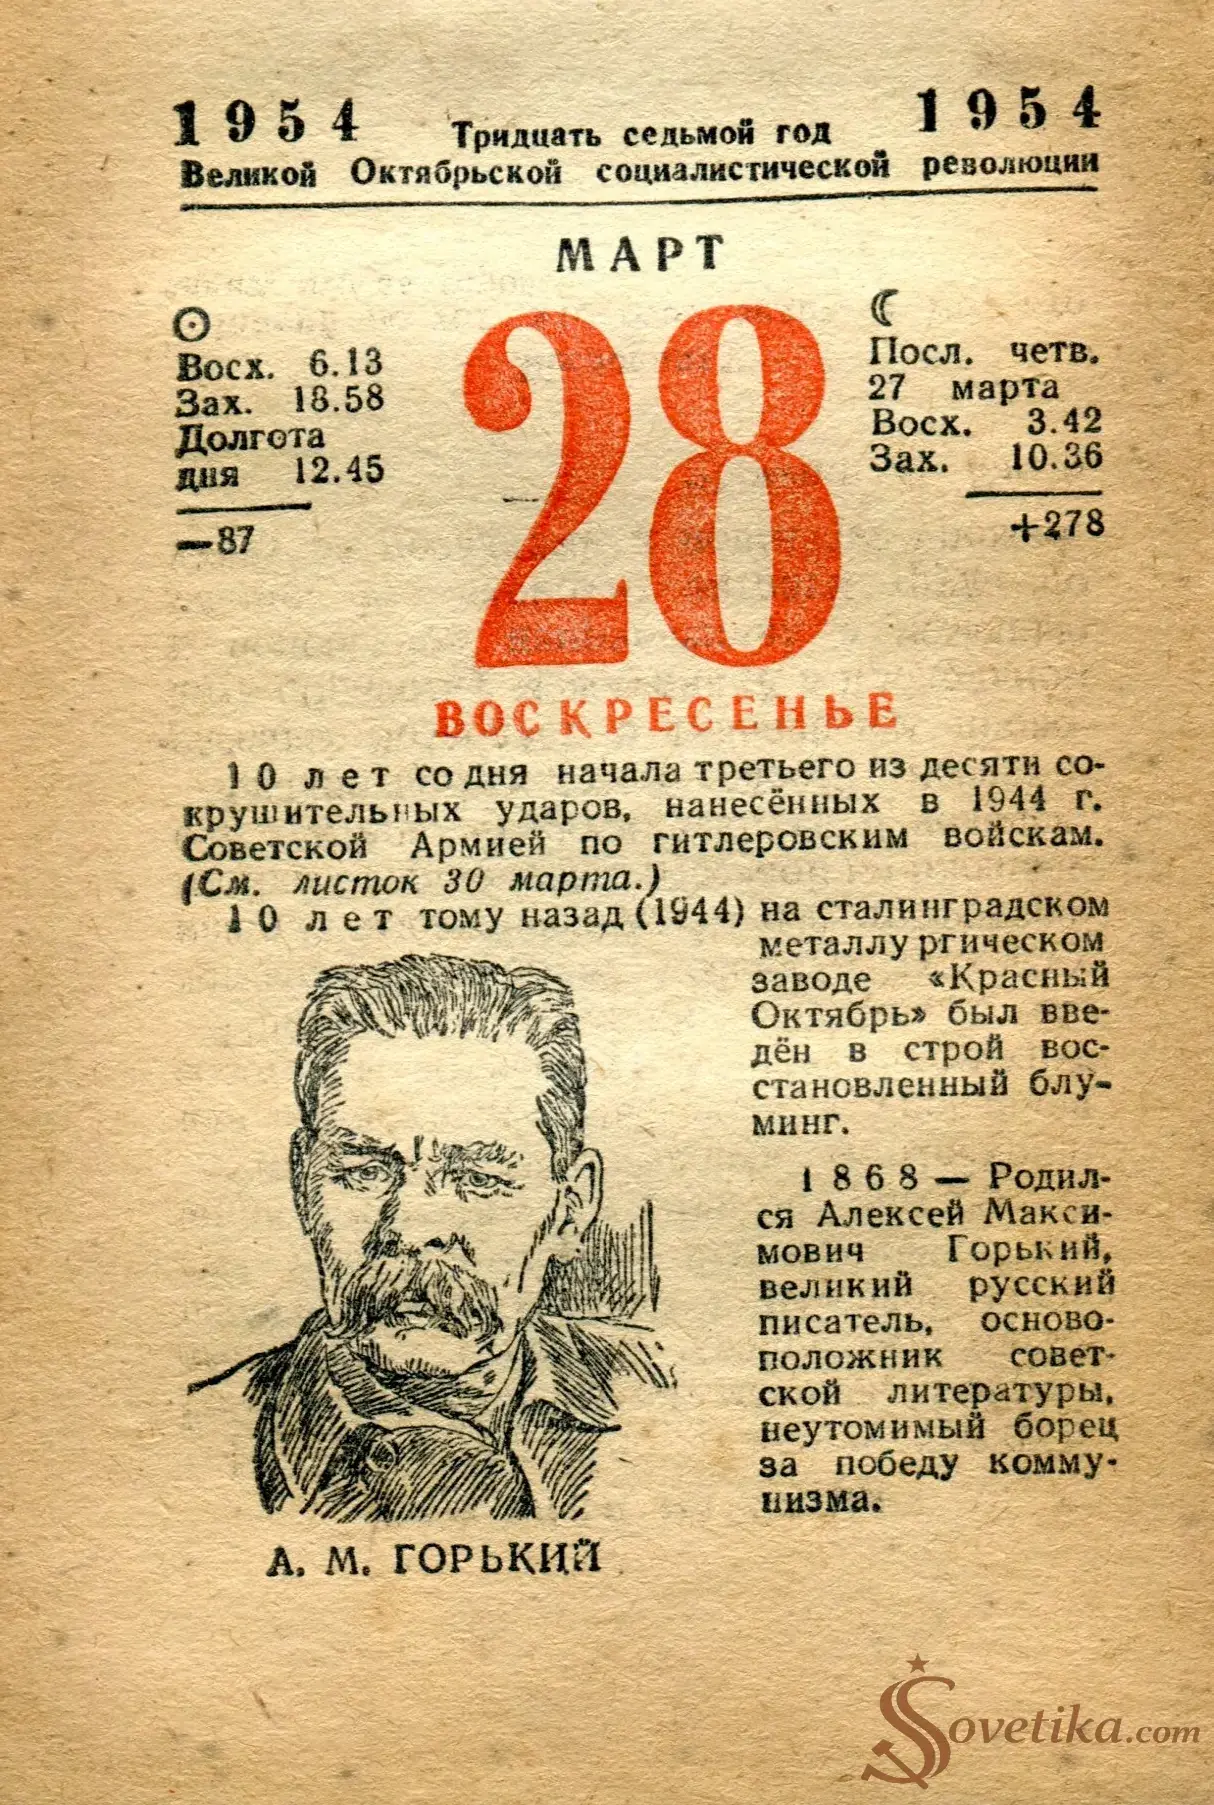 1954 1954
Тридцать седьмой год
Великой Октябрьской социалистической революции
МАРТ
Восх. 6.13
Зах. 18.58
Долгота
дня 12.45
—87
28
Посл. четв.
27 марта
Восх. 3.42
Зах. 10.36
+278
ВОСКРЕСЕНЬЕ
10 лет со дня начала третьего из десяти со-
крушительных ударов, нанесённых в 1944 г.
Советской Армией по гитлеровским войскам.
(См. листок 30 марта.)
10 лет тому назад (1944) на сталинградском
металлургическом
заводе «Красный
Октябрь» был вве-
дён в строй вос-
становленный блу-
минг.
1868 — Родил-
ся Алексей Макси-
мович Горький,
великий русский
писатель, осново-
положник совет-
ской литературы,
неутомимый борец
за победу комму-
низма.
А. М. ГОРЬКИЙ
Sovetika.com